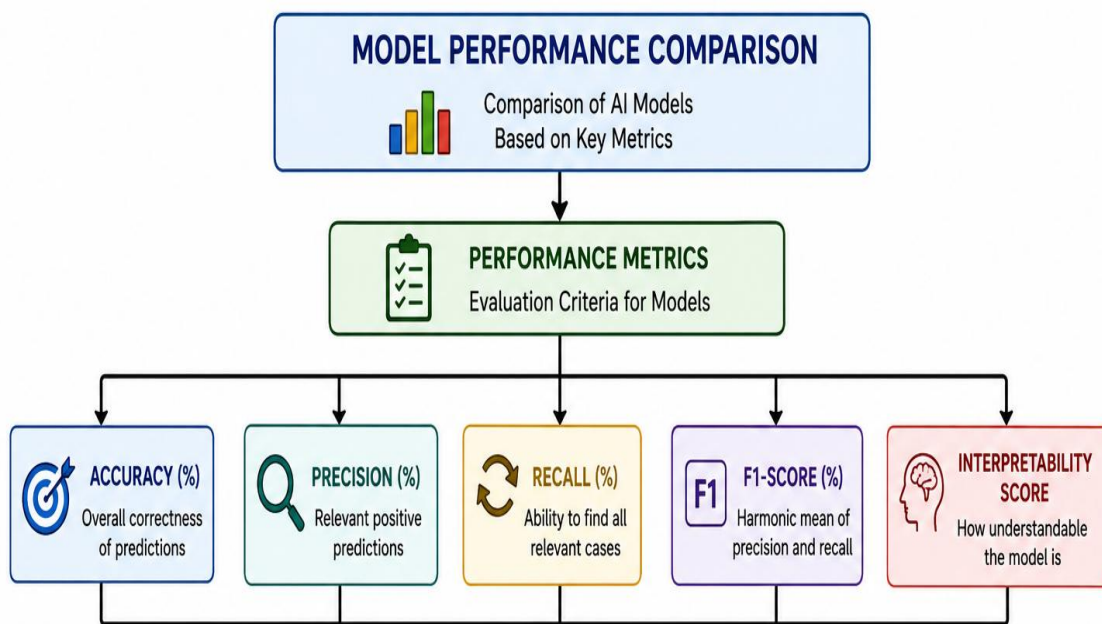 MODEL PERFORMANCE COMPARISON
Comparison of AI Models
Based on Key Metrics
PERFORMANCE METRICS
Evaluation Criteria for Models
ACCURACY (%)
Overall correctness
of predictions
PRECISION (%)
Relevant positive
predictions
RECALL (%)
Ability to find all
relevant cases
F1
F1-SCORE (%)
Harmonic mean of
precision and recall
INTERPRETABILITY
SCORE
How understandable
the model is